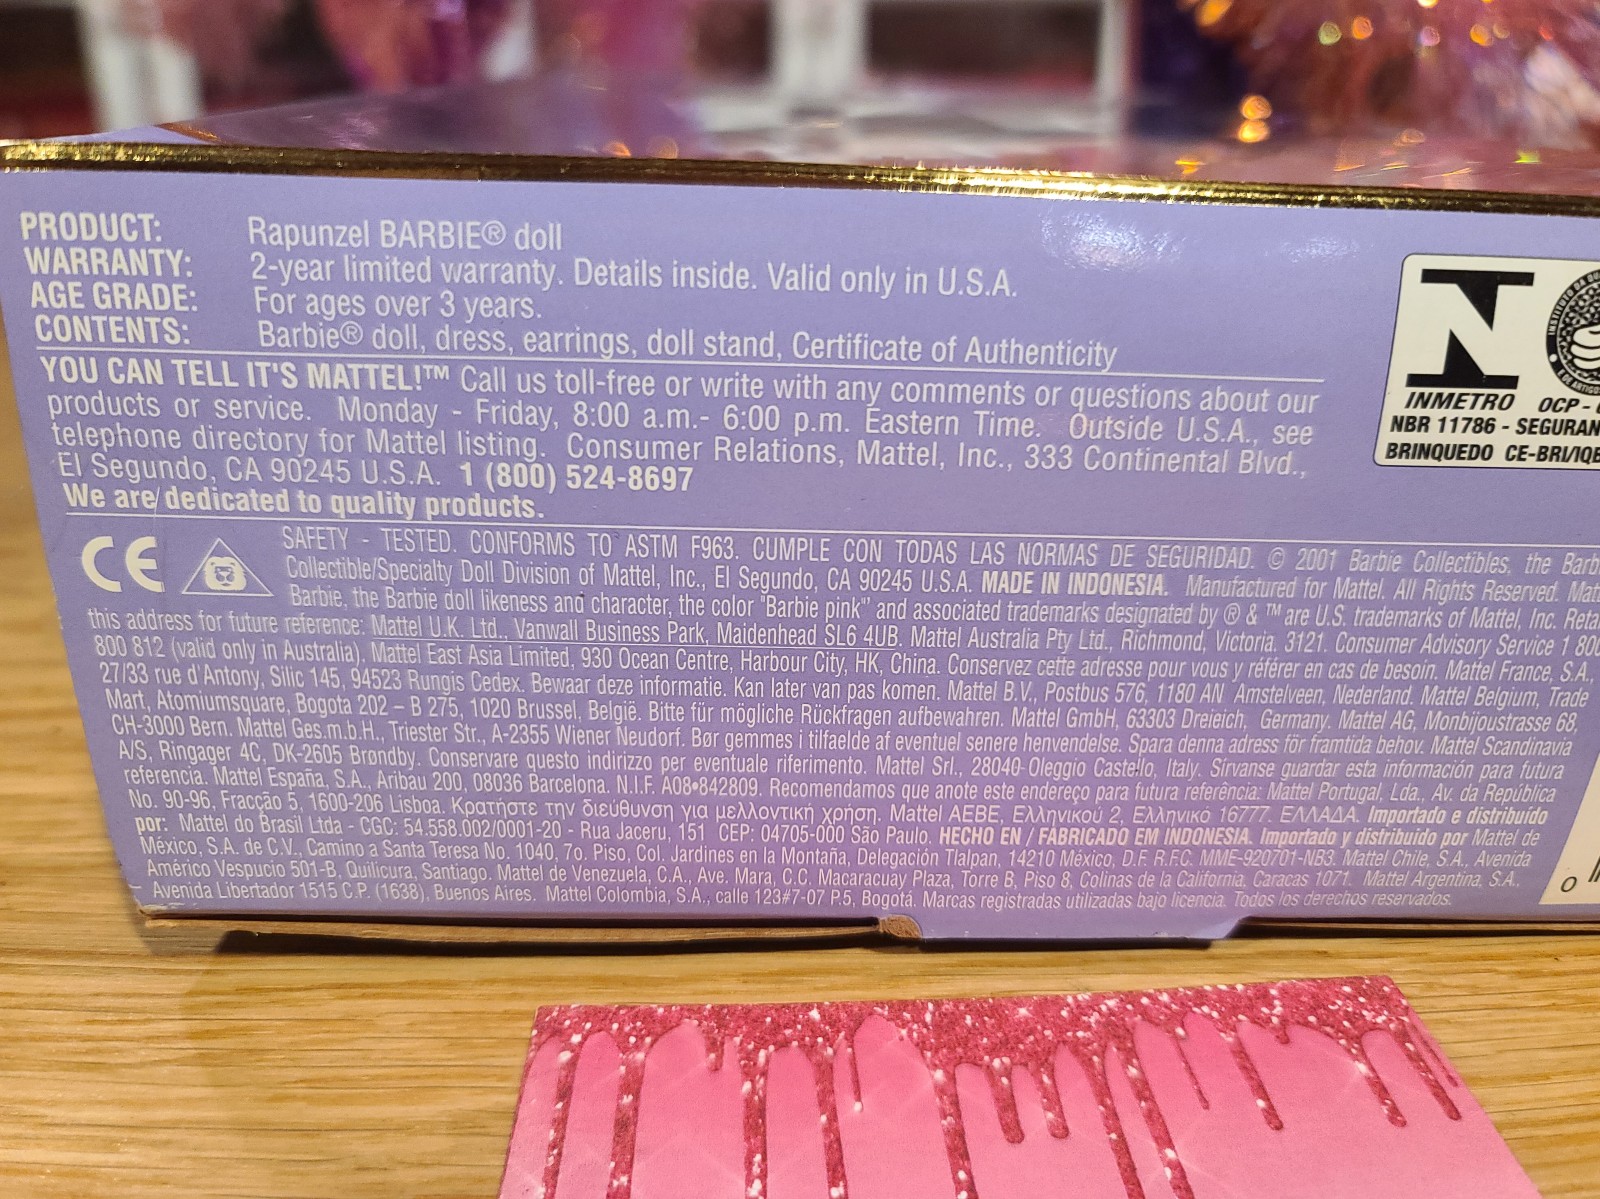 PRODUCT: Rapunzel BARBIE® doll
WARRANTY: 2-year limited warranty. Details inside. Valid only in U.S.A.
AGE GRADE: For ages over 3 years.
CONTENTS: Barbie® doll, dress, earrings, doll stand, Certificate of Authenticity
YOU CAN TELL IT'S MATTEL!™ Call us toll-free or write with any comments or questions about our
products or service. Monday - Friday, 8:00 a.m.- 6:00 p.m. Eastern Time. Outside U.S.A., see
telephone directory for Mattel listing. Consumer Relations, Mattel, Inc., 333 Continental Blvd.,
El Segundo, CA 90245 U.S.A. 1 (800) 524-8697
We are dedicated to quality products.
INMETRO OCP -
NBR 11786 - SEGURAN
BRINQUEDO CE-BRI/IQB
CE
SAFETY - TESTED. CONFORMS TO ASTM F963. CUMPLE CON TODAS LAS NORMAS DE SEGURIDAD. © 2001 Barbie Collectibles, the Barb
Collectible/Specialty Doll Division of Mattel, Inc., El Segundo, CA 90245 U.S.A. MADE IN INDONESIA. Manufactured for Mattel. All Rights Reserved. Matt
Barbie, the Barbie doll likeness and character, the color "Barbie pink" and associated trademarks designated by ® & ™ are U.S. trademarks of Mattel, Inc. Reta
this address for future reference: Mattel U.K. Ltd., Vanwall Business Park, Maidenhead SL6 4UB. Mattel Australia Pty Ltd., Richmond, Victoria. 3121. Consumer Advisory Service 1 800
800 812 (valid only in Australia). Mattel East Asia Limited, 930 Ocean Centre, Harbour City, HK, China. Conservez cette adresse pour vous y référer en cas de besoin. Mattel France, S.A.,
27/33 rue d'Antony, Silic 145, 94523 Rungis Cedex. Bewaar deze informatie. Kan later van pas komen. Mattel B.V., Postbus 576, 1180 AN Amstelveen, Nederland. Mattel Belgium, Trade
Mart, Atomiumsquare, Bogota 202 – B 275, 1020 Brussel, België. Bitte für mögliche Rückfragen aufbewahren. Mattel GmbH, 63303 Dreieich, Germany. Mattel AG, Monbijoustrasse 68,
CH-3000 Bern. Mattel Ges.m.b.H., Triester Str., A-2355 Wiener Neudorf. Bør gemmes i tilfaelde af eventuel senere henvendelse. Spara denna adress för framtida behov. Mattel Scandinavia
A/S, Ringager 4C, DK-2605 Brøndby. Conservare questo indirizzo per eventuale riferimento. Mattel Srl., 28040 Oleggio Castello, Italy. Sírvanse guardar esta información para futura
referencia. Mattel España, S.A., Aribau 200, 08036 Barcelona. N.I.F. A08•842809. Recomendamos que anote este endereço para futura referência: Mattel Portugal, Lda., Av. da República
No. 90-96, Fracção 5, 1600-206 Lisboa. Κρατήστε την διεύθυνση για μελλοντική χρήση. Mattel AEBE, Ελληνικού 2, Ελληνικό 16777. ΕΛΛΑΔΑ. Importado e distribuído
por: Mattel do Brasil Ltda - CGC: 54.558.002/0001-20 - Rua Jaceru, 151 CEP: 04705-000 São Paulo. HECHO EN / FABRICADO EM INDONESIA. Importado y distribuido por Mattel de
México, S.A. de C.V., Camino a Santa Teresa No. 1040, 7o. Piso, Col. Jardines en la Montaña, Delegación Tlalpan, 14210 México, D.F. R.F.C. MME-920701-NB3. Mattel Chile, S.A., Avenida
Américo Vespucio 501-B, Quilicura, Santiago. Mattel de Venezuela, C.A., Ave. Mara, C.C. Macaracuay Plaza, Torre B, Piso 8, Colinas de la California, Caracas 1071. Mattel Argentina, S.A.,
Avenida Libertador 1515 C.P. (1638), Buenos Aires. Mattel Colombia, S.A., calle 123#7-07 P.5, Bogotá. Marcas registradas utilizadas bajo licencia. Todos los derechos reservados.
0